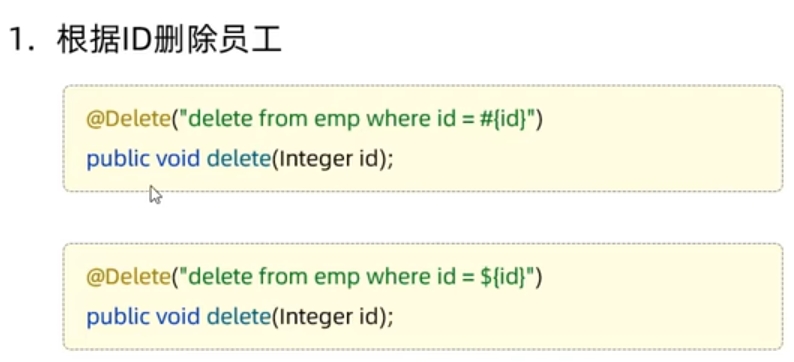 1. 根据ID删除员工
@Delete("delete from emp where id = #{id}")
public void delete(Integer id);
@Delete("delete from emp where id = ${id}")
public void delete(Integer id);